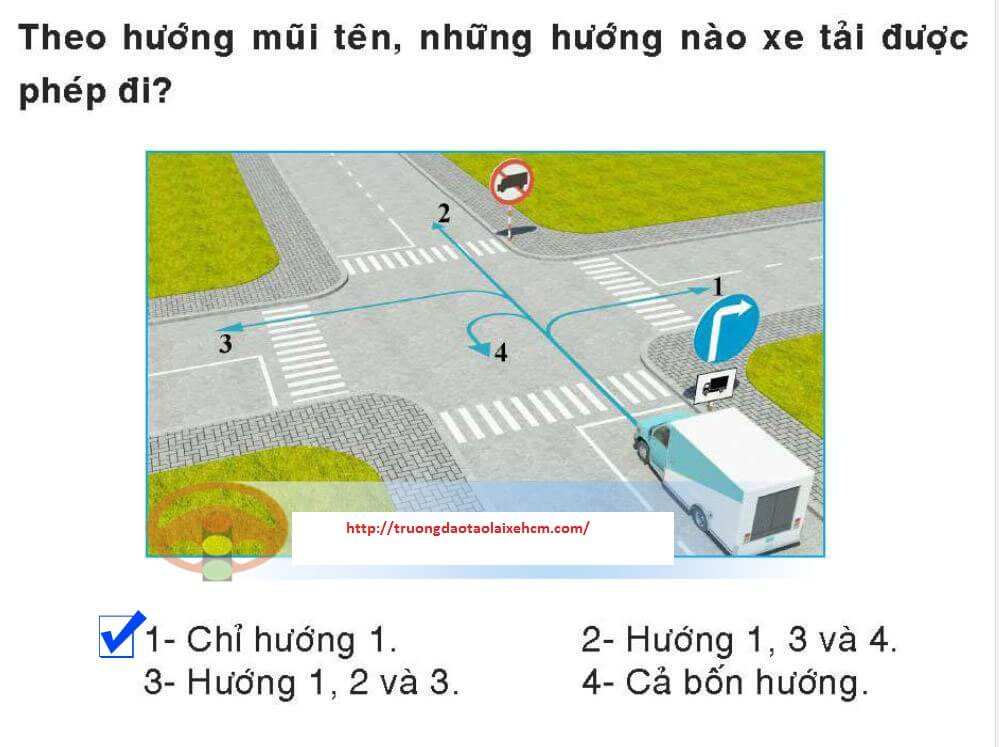 Theo hướng mũi tên, những hướng nào xe tải được
phép đi?
2
1
3
4
http://truongdaotaolaixehcm.com/
1- Chỉ hướng 1.
2- Hướng 1, 3 và 4.
3- Hướng 1, 2 và 3.
4- Cả bốn hướng.